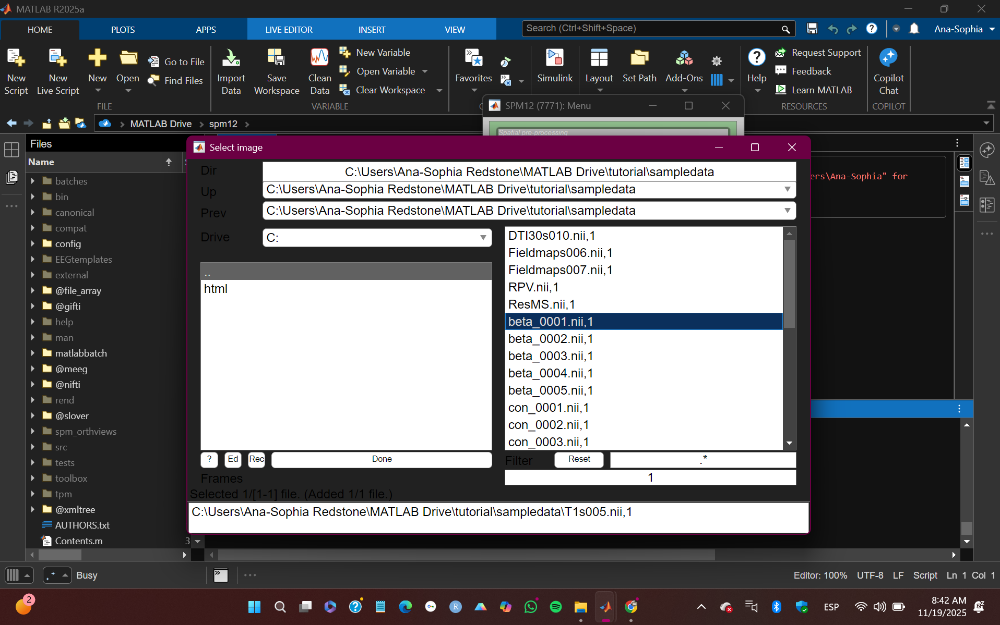 MATLAB R2025a
HOME
PLOTS
APPS
LIVE EDITOR
INSERT
VIEW
Search (Ctrl+Shift+Space)
Ana-Sophia
New Script
New Live Script
New
Open
Go to File
Find Files
FILE
Import Data
Save Workspace
Clean Data
New Variable
Open Variable
Clear Workspace
VARIABLE
Favorites
Simulink
Layout
Set Path
Add-Ons
Help
Request Support
Feedback
Learn MATLAB
RESOURCES
Copilot Chat
COPILOT
MATLAB Drive
spm12
SPM12 (7771): Menu
Spatial pre-processing
Files
Name
batches
bin
canonical
compat
config
EEGtemplates
external
@file_array
@gifti
help
man
matlabbatch
@meeg
@nifti
rend
@slover
spm_orthviews
src
tests
toolbox
tpm
@xmltree
AUTHORS.txt
Contents.m
3
Select image
Dir
C:\Users\Ana-Sophia Redstone\MATLAB Drive\tutorial\sampledata
Up
C:\Users\Ana-Sophia Redstone\MATLAB Drive\tutorial\sampledata
Prev
C:\Users\Ana-Sophia Redstone\MATLAB Drive\tutorial\sampledata
Drive
C:
..
html
DTI30s010.nii,1
Fieldmaps006.nii,1
Fieldmaps007.nii,1
RPV.nii,1
ResMS.nii,1
beta_0001.nii,1
beta_0002.nii,1
beta_0003.nii,1
beta_0004.nii,1
beta_0005.nii,1
con_0001.nii,1
con_0002.nii,1
con_0003.nii,1
?
Ed
Rec
Done
Filter
Reset
.*
Frames
1
Selected 1/[1-1] file. (Added 1/1 file.)
C:\Users\Ana-Sophia Redstone\MATLAB Drive\tutorial\sampledata\T1s005.nii,1
ers\Ana-Sophia" for
Busy
Editor: 100%
UTF-8
LF
Script
Ln 1 Col 1
2
ESP
8:42 AM
11/19/2025